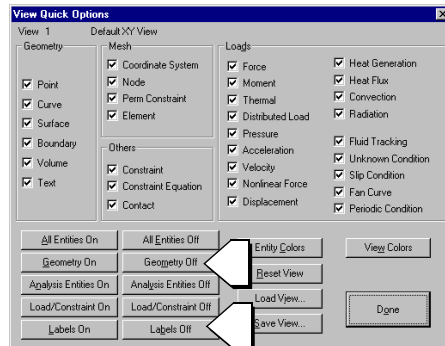 View Quick Options
View 1 Default XY View
Geometry
Point
Curve
Surface
Boundary
Volume
Text
Mesh
Coordinate System
Node
Perm Constraint
Element
Others
Constraint
Constraint Equation
Contact
Loads
Force
Moment
Thermal
Distributed Load
Pressure
Acceleration
Velocity
Nonlinear Force
Displacement
Heat Generation
Heat Flux
Convection
Radiation
Fluid Tracking
Unknown Condition
Slip Condition
Fan Curve
Periodic Condition
All Entities On
All Entities Off
Entity Colors
View Colors
Geometry On
Geometry Off
Reset View
Analysis Entities On
Analysis Entities Off
Load View...
Done
Load/Constraint On
Load/Constraint Off
Save View...
Labels On
Labels Off